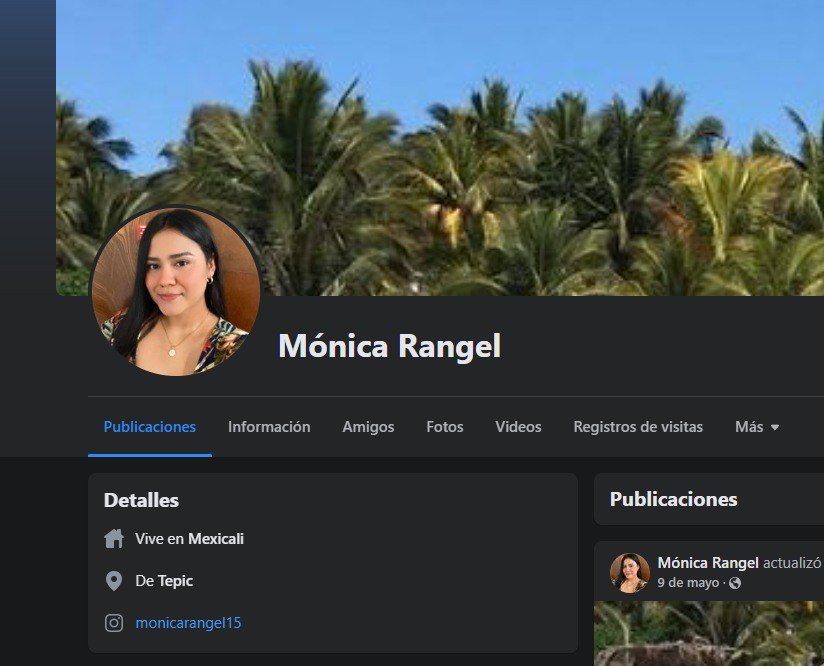 Mónica Rangel
Publicaciones Información Amigos Fotos Videos Registros de visitas Más
Detalles
Vive en Mexicali
De Tepic
monicarangel15
Publicaciones
Mónica Rangel actualizó
9 de mayo ·